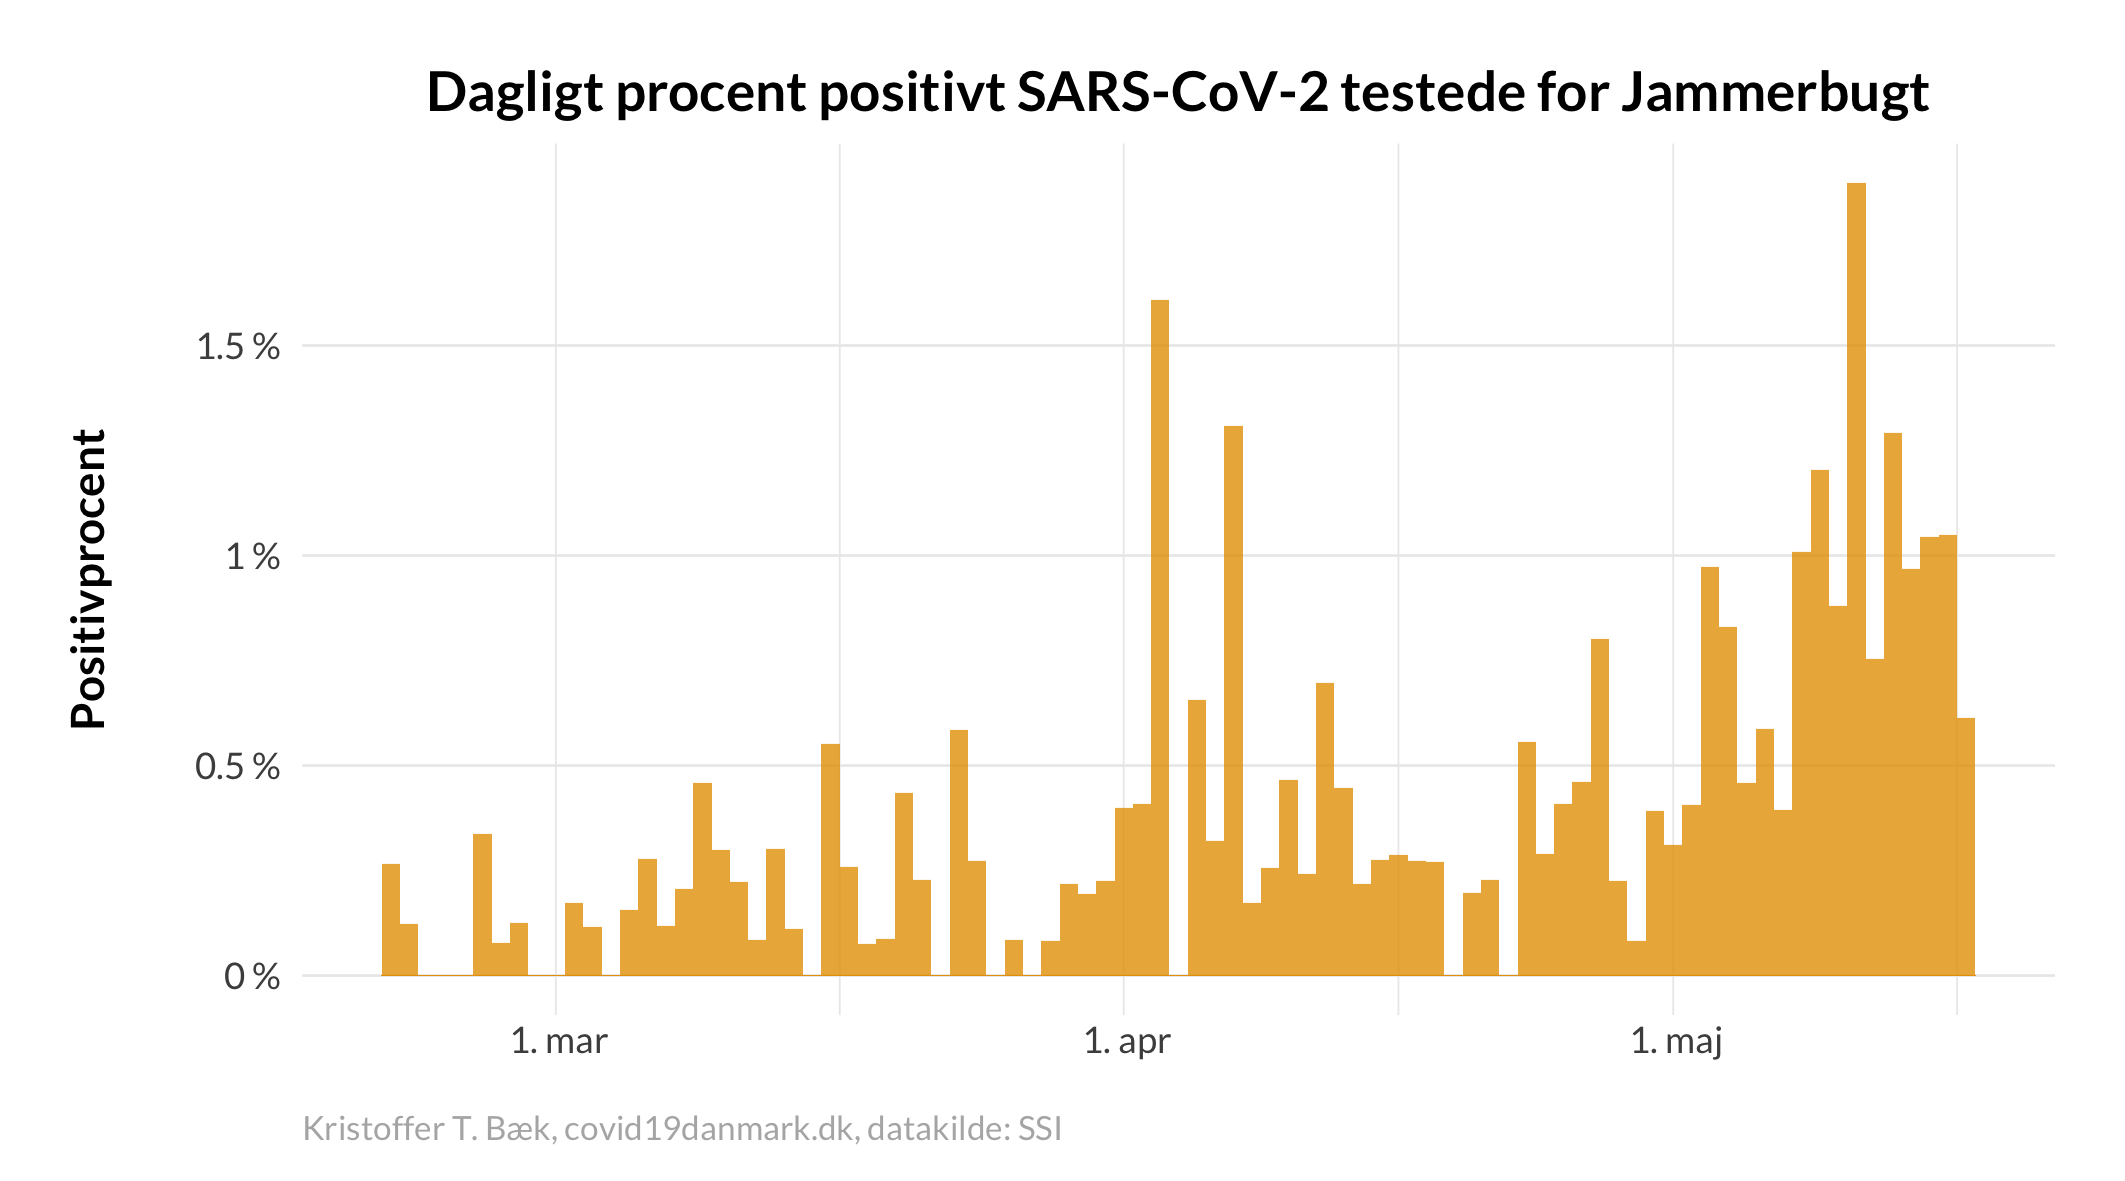 Dagligt procent positivt SARS-CoV-2 testede for Jammerbugt
Positivprocent
1.5 %
1 %
0.5 %
0 %
1. mar
1. apr
1. maj
Kristoffer T. Bæk, covid19danmark.dk, datakilde: SSI